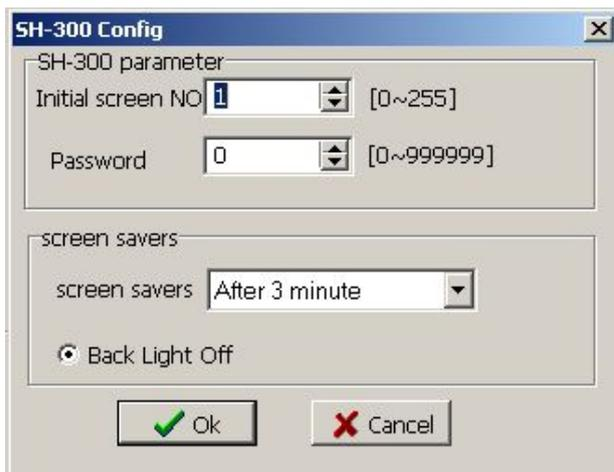 SH-300 Config
SH-300 parameter
Initial screen NO 1 [0~255]
Password 0 [0~999999]
screen savers
screen savers After 3 minute
Back Light Off
Ok Cancel